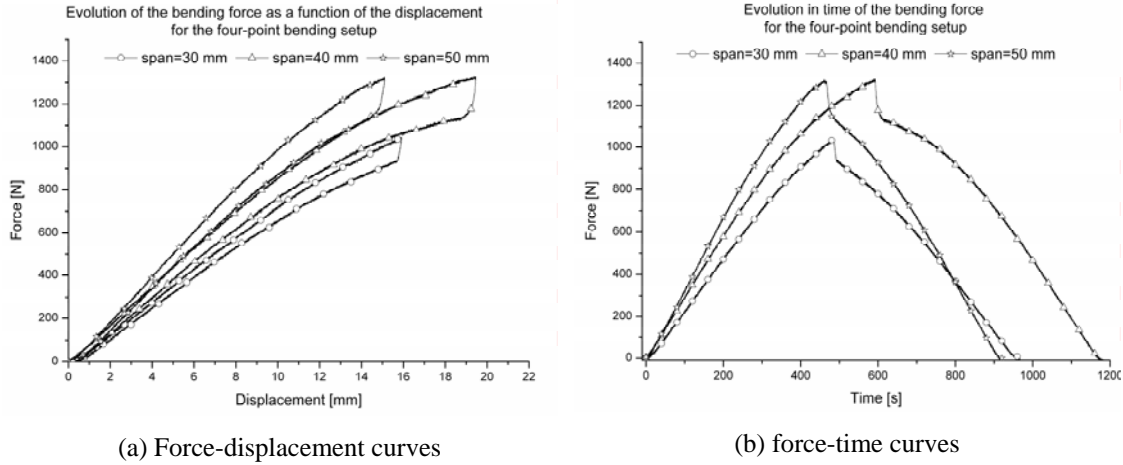 Evolution of the bending force as a function of the displacement
for the four-point bending setup
span=30 mm span=40 mm span=50 mm
1400
1200
1000
800
600
400
200
0
Force [N]
0 2 4 6 8 10 12 14 16 18 20 22
Displacement [mm]
(a) Force-displacement curves
Evolution in time of the bending force
for the four-point bending setup
span=30 mm span=40 mm span=50 mm
1400
1200
1000
800
600
400
200
0
Force [N]
0 200 400 600 800 1000 1200
Time [s]
(b) force-time curves